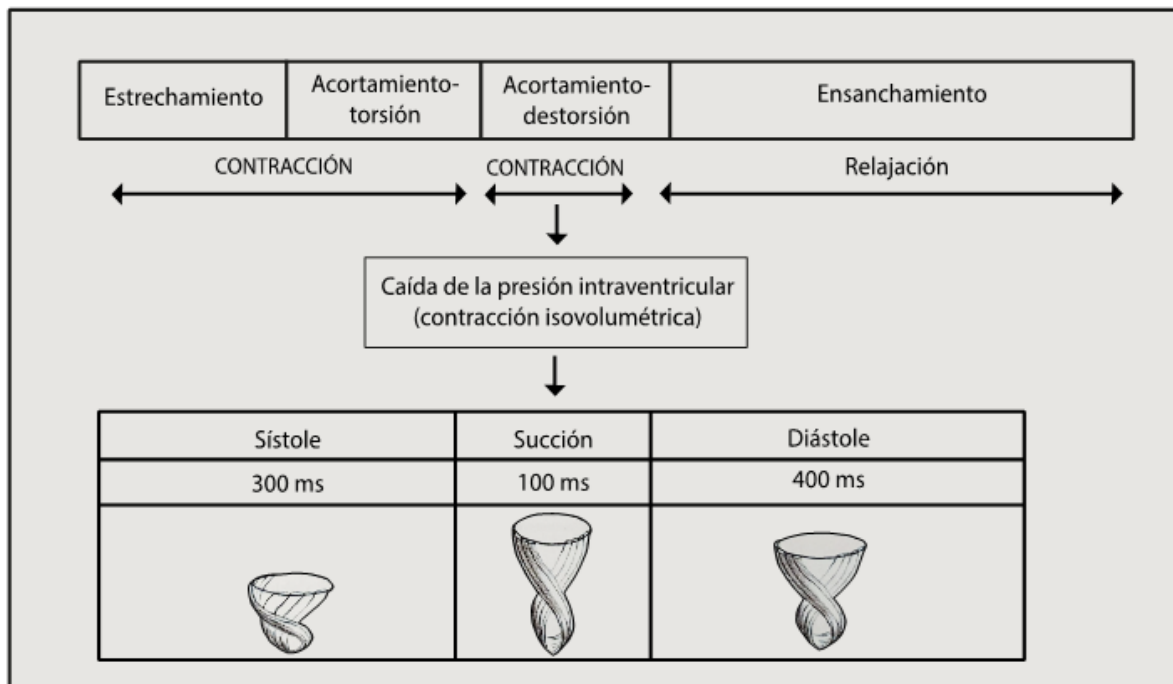 Estrechamiento
Acortamiento-
torsión
Acortamiento-
destorsión
Ensanchamiento
CONTRACCIÓN
CONTRACCIÓN
Relajación
Caída de la presión intraventricular
(contracción isovolumétrica)
Sístole
Succión
Diástole
300 ms
100 ms
400 ms